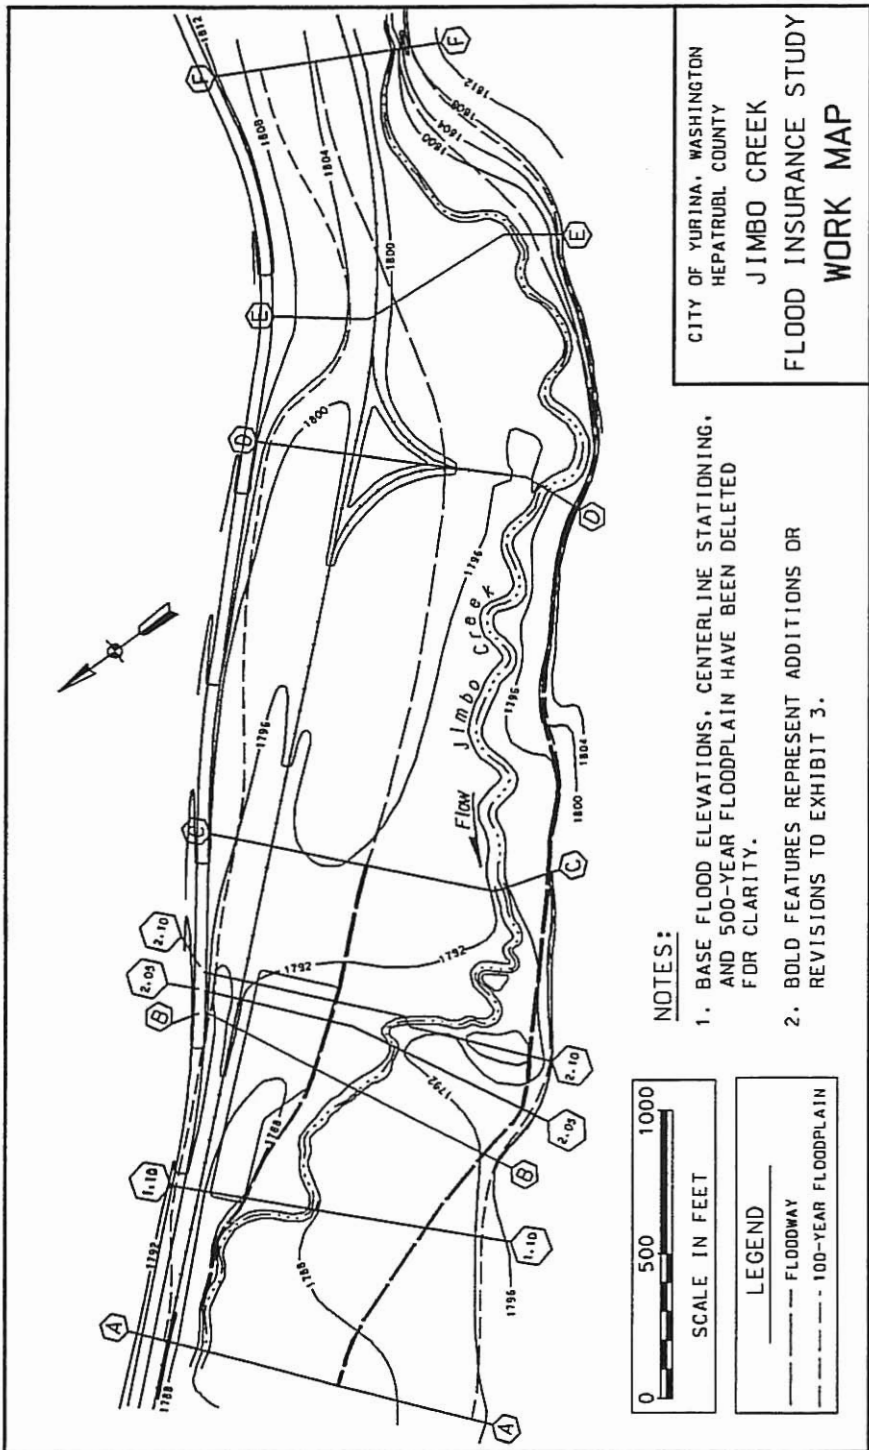 CITY OF YURINA, WASHINGTON
HEPATRUBL COUNTY
JIMBO CREEK
FLOOD INSURANCE STUDY
WORK MAP
NOTES:
1. BASE FLOOD ELEVATIONS, CENTERLINE STATIONING,
AND 500-YEAR FLOODPLAIN HAVE BEEN DELETED
FOR CLARITY.
2. BOLD FEATURES REPRESENT ADDITIONS OR
REVISIONS TO EXHIBIT 3.
0 500 1000
SCALE IN FEET
LEGEND
FLOODWAY
100-YEAR FLOODPLAIN
Jimbo Creek
Flow
A
1.10
B
2.05
2.10
C
D
E
F
A
1.10
B
2.05
2.10
C
D
E
F
1788
1792
1788
1788
1796
1792
1792
1792
1796
1796
1796
1800
1804
1800
1800
1804
1808
1812
1800
1804
1808
1812